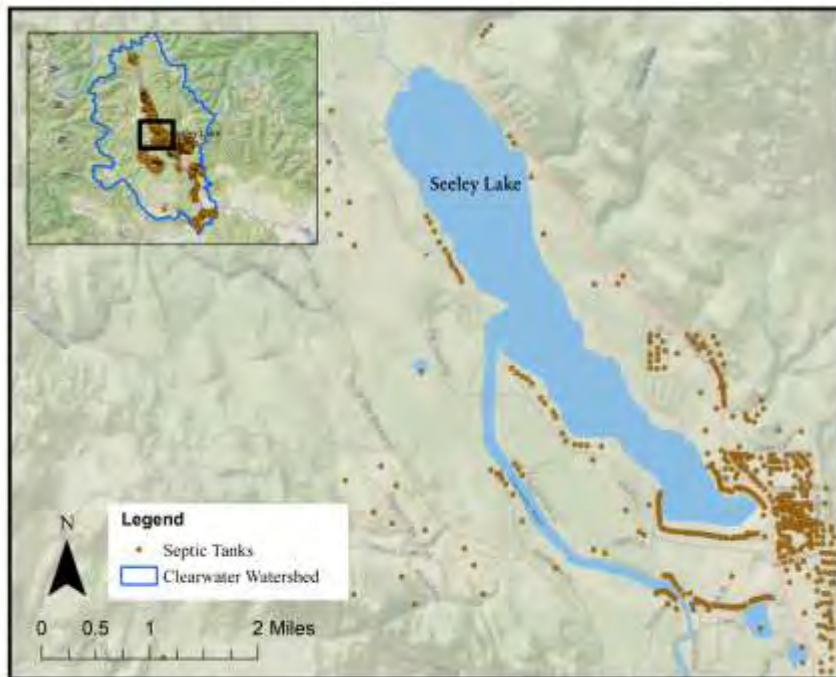 Seeley Lake
N
Legend
Septic Tanks
Clearwater Watershed
0 0.5 1 2 Miles